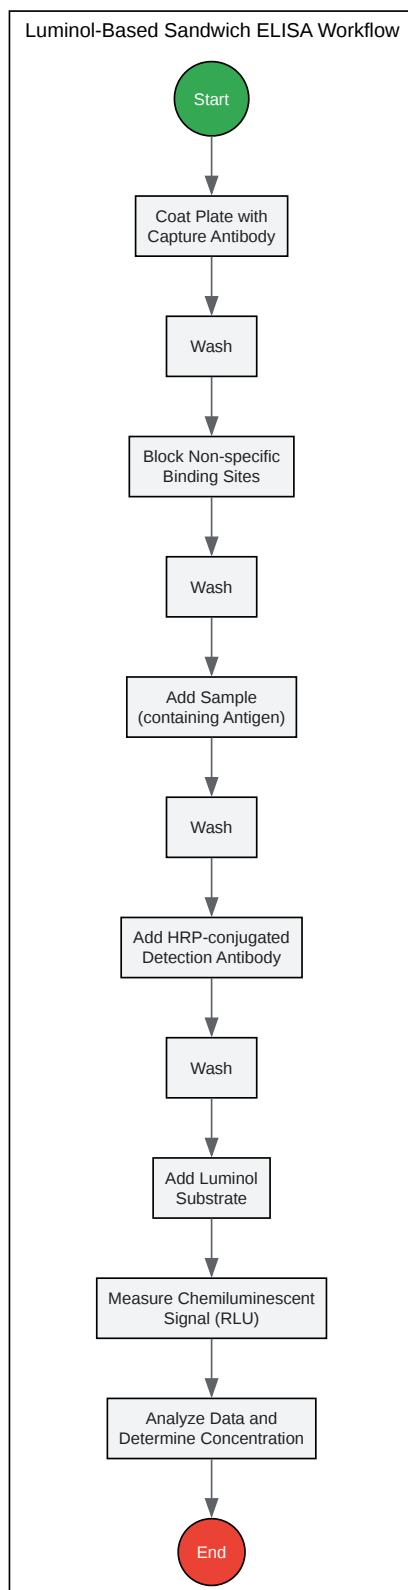 Luminol-Based Sandwich ELISA Workflow
Start
Coat Plate with
Capture Antibody
Wash
Block Non-specific
Binding Sites
Wash
Add Sample
(containing Antigen)
Wash
Add HRP-conjugated
Detection Antibody
Wash
Add Luminol
Substrate
Measure Chemiluminescent
Signal (RLU)
Analyze Data and
Determine Concentration
End